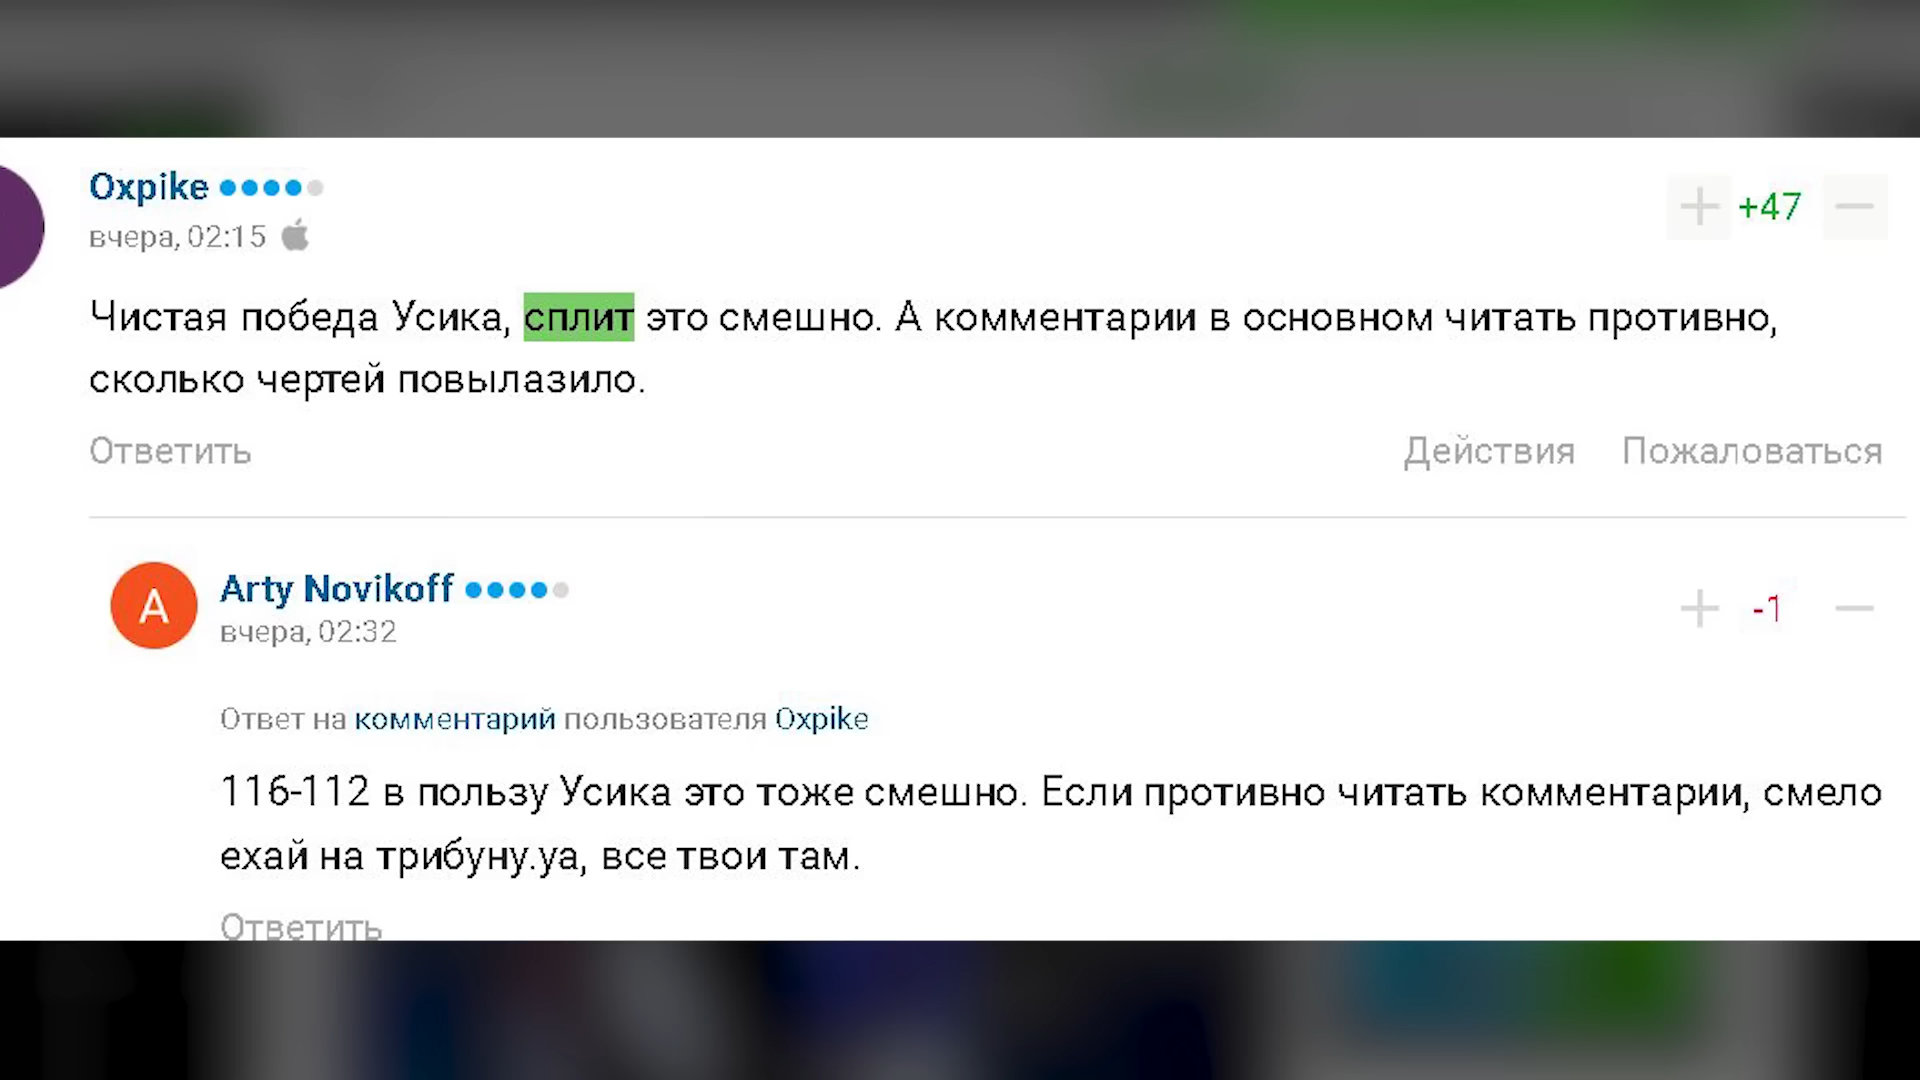 Oxpike
+47
вчера, 02:15
Чистая победа Усика, сплит это смешно. А комментарии в основном читать противно,
сколько чертей повылазило.
Ответить Действия Пожаловаться
A
Arty Novikoff
-1
вчера, 02:32
Ответ на комментарий пользователя Oxpike
116-112 в пользу Усика это тоже смешно. Если противно читать комментарии, смело
ехай на трибуну.уа, все твои там.
Ответить